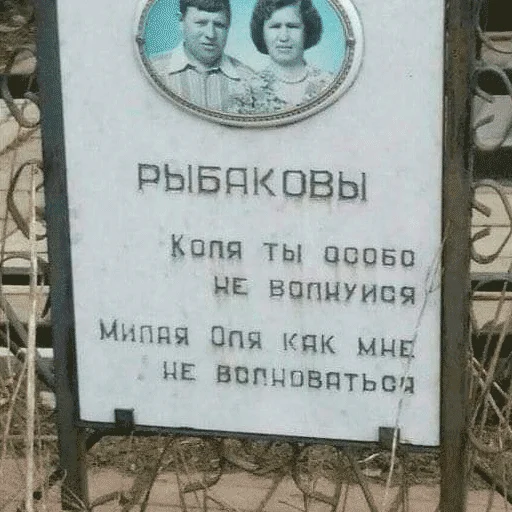 РЫБАКОВЫ
КОЛЯ ТЫ ОСОБО
НЕ ВОЛНУЙСЯ
МИЛАЯ ОЛЯ КАК МНЕ
НЕ ВОЛНОВАТЬСЯ